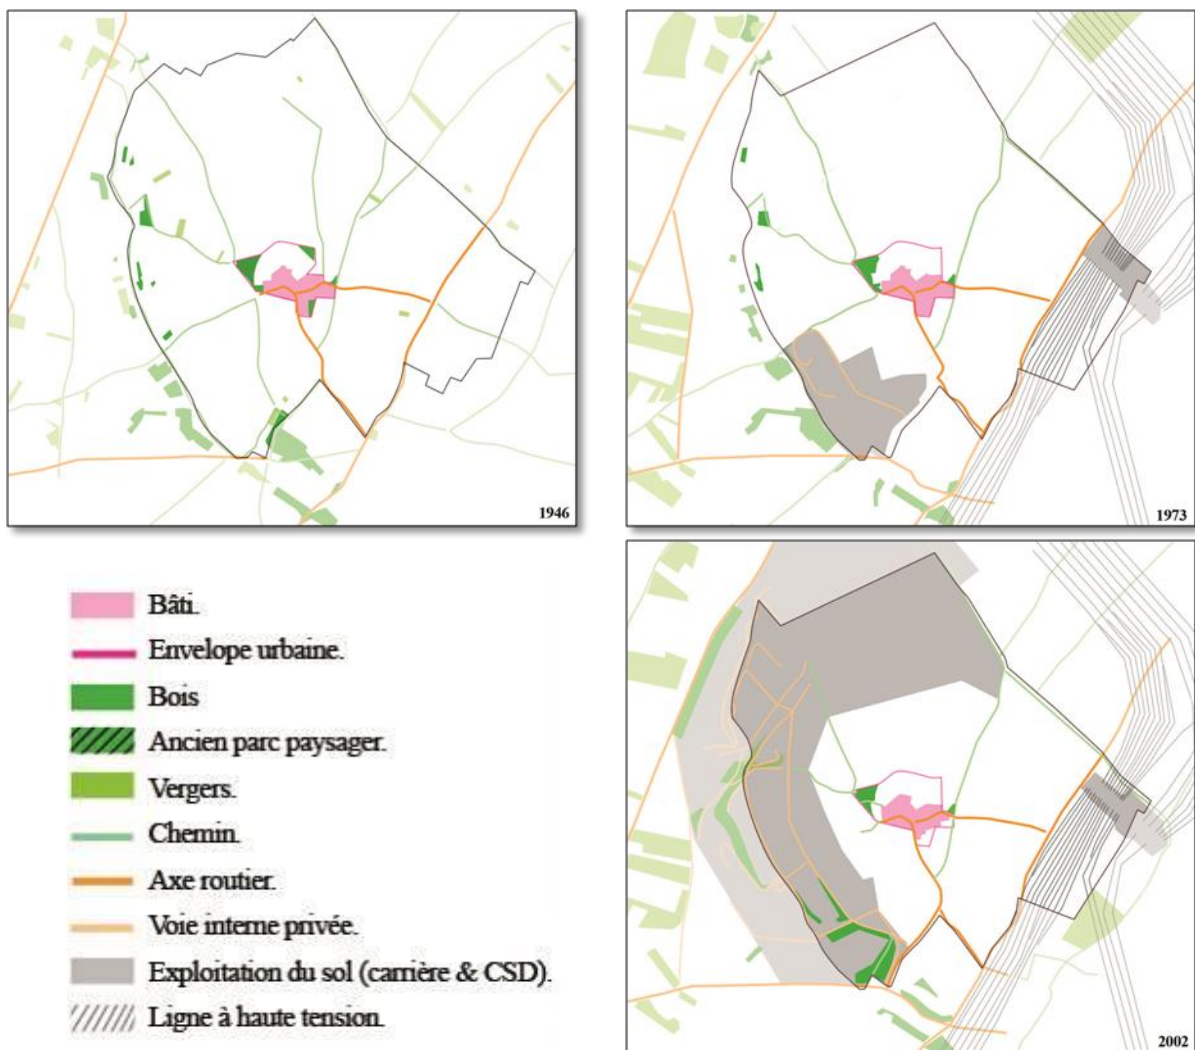 1946
1973
Bâti.
Envelope urbaine.
Bois
Ancien parc paysager.
Vergers.
Chemin.
Axe routier.
Voie interne privée.
Exploitation du sol (carrière & CSD).
Ligne à haute tension.
2002